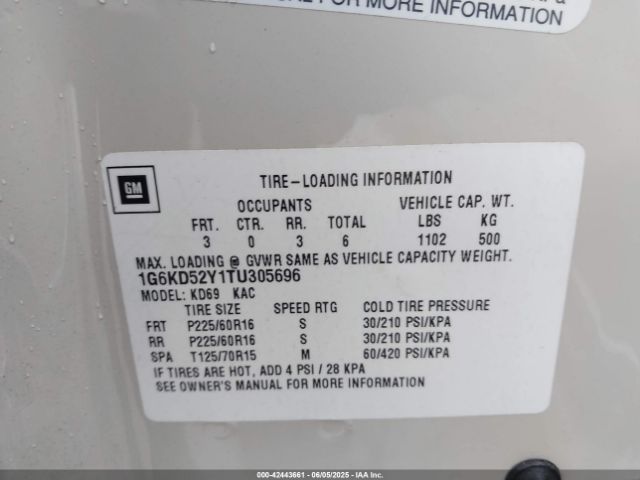 FOR MORE INFORMATION
GM
TIRE-LOADING INFORMATION
OCCUPANTS VEHICLE CAP. WT.
FRT. CTR. RR. TOTAL LBS KG
3 0 3 6 1102 500
MAX. LOADING @ GVWR SAME AS VEHICLE CAPACITY WEIGHT.
1G6KD52Y1TU305696
MODEL: KD69 KAC
TIRE SIZE SPEED RTG COLD TIRE PRESSURE
FRT P225/60R16 S 30/210 PSI/KPA
RR P225/60R16 S 30/210 PSI/KPA
SPA T125/70R15 M 60/420 PSI/KPA
IF TIRES ARE HOT, ADD 4 PSI / 28 KPA
SEE OWNER'S MANUAL FOR MORE INFORMATION
000-42443661 - 06/05/2025 - IAA Inc.